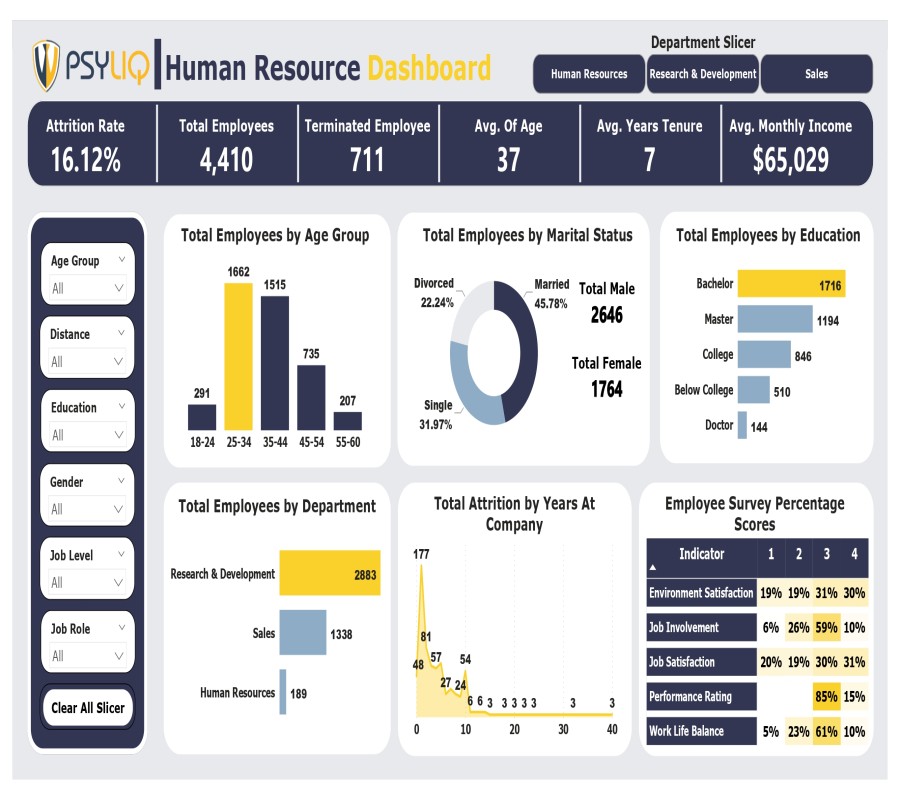 PSYLIQ
Human Resource Dashboard
Department Slicer
Human Resources
Research & Development
Sales
Attrition Rate
16.12%
Total Employees
4,410
Terminated Employee
711
Avg. Of Age
37
Avg. Years Tenure
7
Avg. Monthly Income
$65,029
Age Group
All
Distance
All
Education
All
Gender
All
Job Level
All
Job Role
All
Clear All Slicer
Total Employees by Age Group
291
1662
1515
735
207
18-24 25-34 35-44 45-54 55-60
Total Employees by Marital Status
Divorced
22.24%
Married
45.78%
Single
31.97%
Total Male
2646
Total Female
1764
Total Employees by Education
Bachelor 1716
Master 1194
College 846
Below College 510
Doctor 144
Total Employees by Department
Research & Development 2883
Sales 1338
Human Resources 189
Total Attrition by Years At
Company
177
81
48 57 54
27 24
6 6 3 3 3 3 3 3 3
0 10 20 30 40
Employee Survey Percentage
Scores
Indicator 1 2 3 4
Environment Satisfaction 19% 19% 31% 30%
Job Involvement 6% 26% 59% 10%
Job Satisfaction 20% 19% 30% 31%
Performance Rating 85% 15%
Work Life Balance 5% 23% 61% 10%